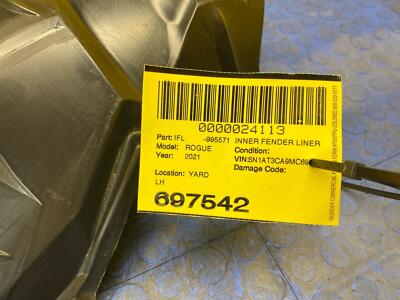 0000024113
Part: IFL -995571 INNER FENDER LINER
Model: ROGUE Condition:
Year: 2021 VIN:5N1AT3CA9MC69
Damage Code:
Location: YARD
LH
697542